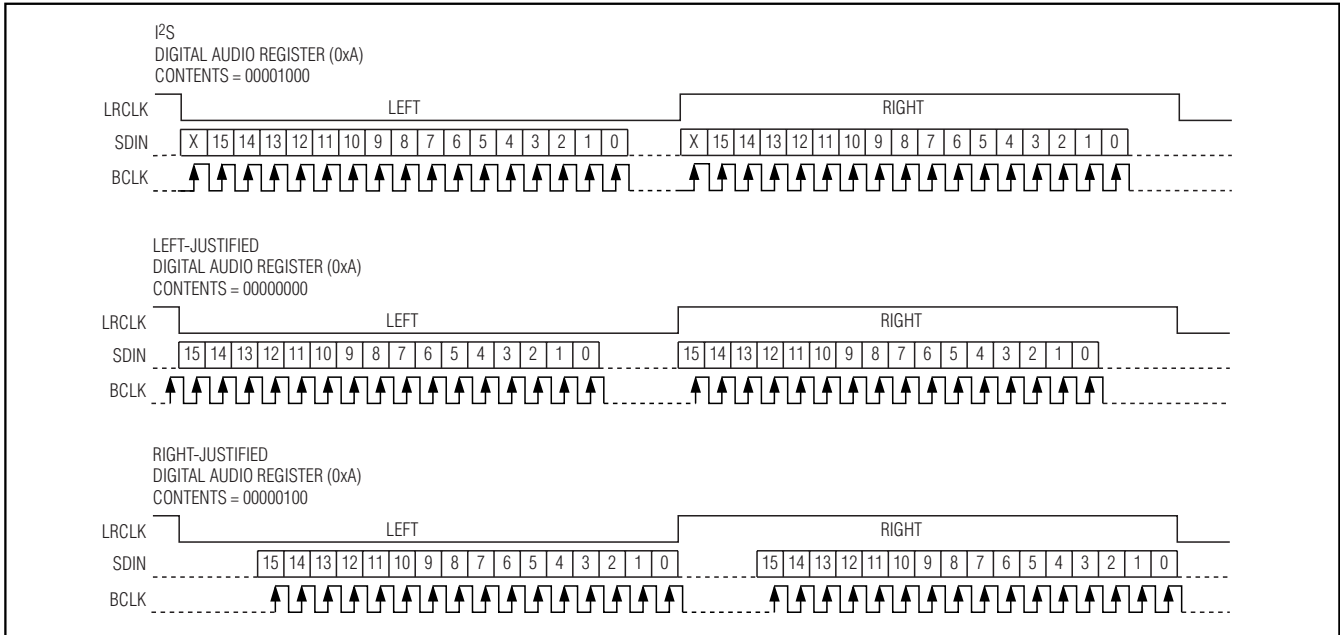 I²S
DIGITAL AUDIO REGISTER (0xA)
CONTENTS = 00001000
LRCLK LEFT RIGHT
SDIN X 15 14 13 12 11 10 9 8 7 6 5 4 3 2 1 0 X 15 14 13 12 11 10 9 8 7 6 5 4 3 2 1 0
BCLK
LEFT-JUSTIFIED
DIGITAL AUDIO REGISTER (0xA)
CONTENTS = 00000000
LRCLK LEFT RIGHT
SDIN 15 14 13 12 11 10 9 8 7 6 5 4 3 2 1 0 15 14 13 12 11 10 9 8 7 6 5 4 3 2 1 0
BCLK
RIGHT-JUSTIFIED
DIGITAL AUDIO REGISTER (0xA)
CONTENTS = 00000100
LRCLK LEFT RIGHT
SDIN 15 14 13 12 11 10 9 8 7 6 5 4 3 2 1 0 15 14 13 12 11 10 9 8 7 6 5 4 3 2 1 0
BCLK